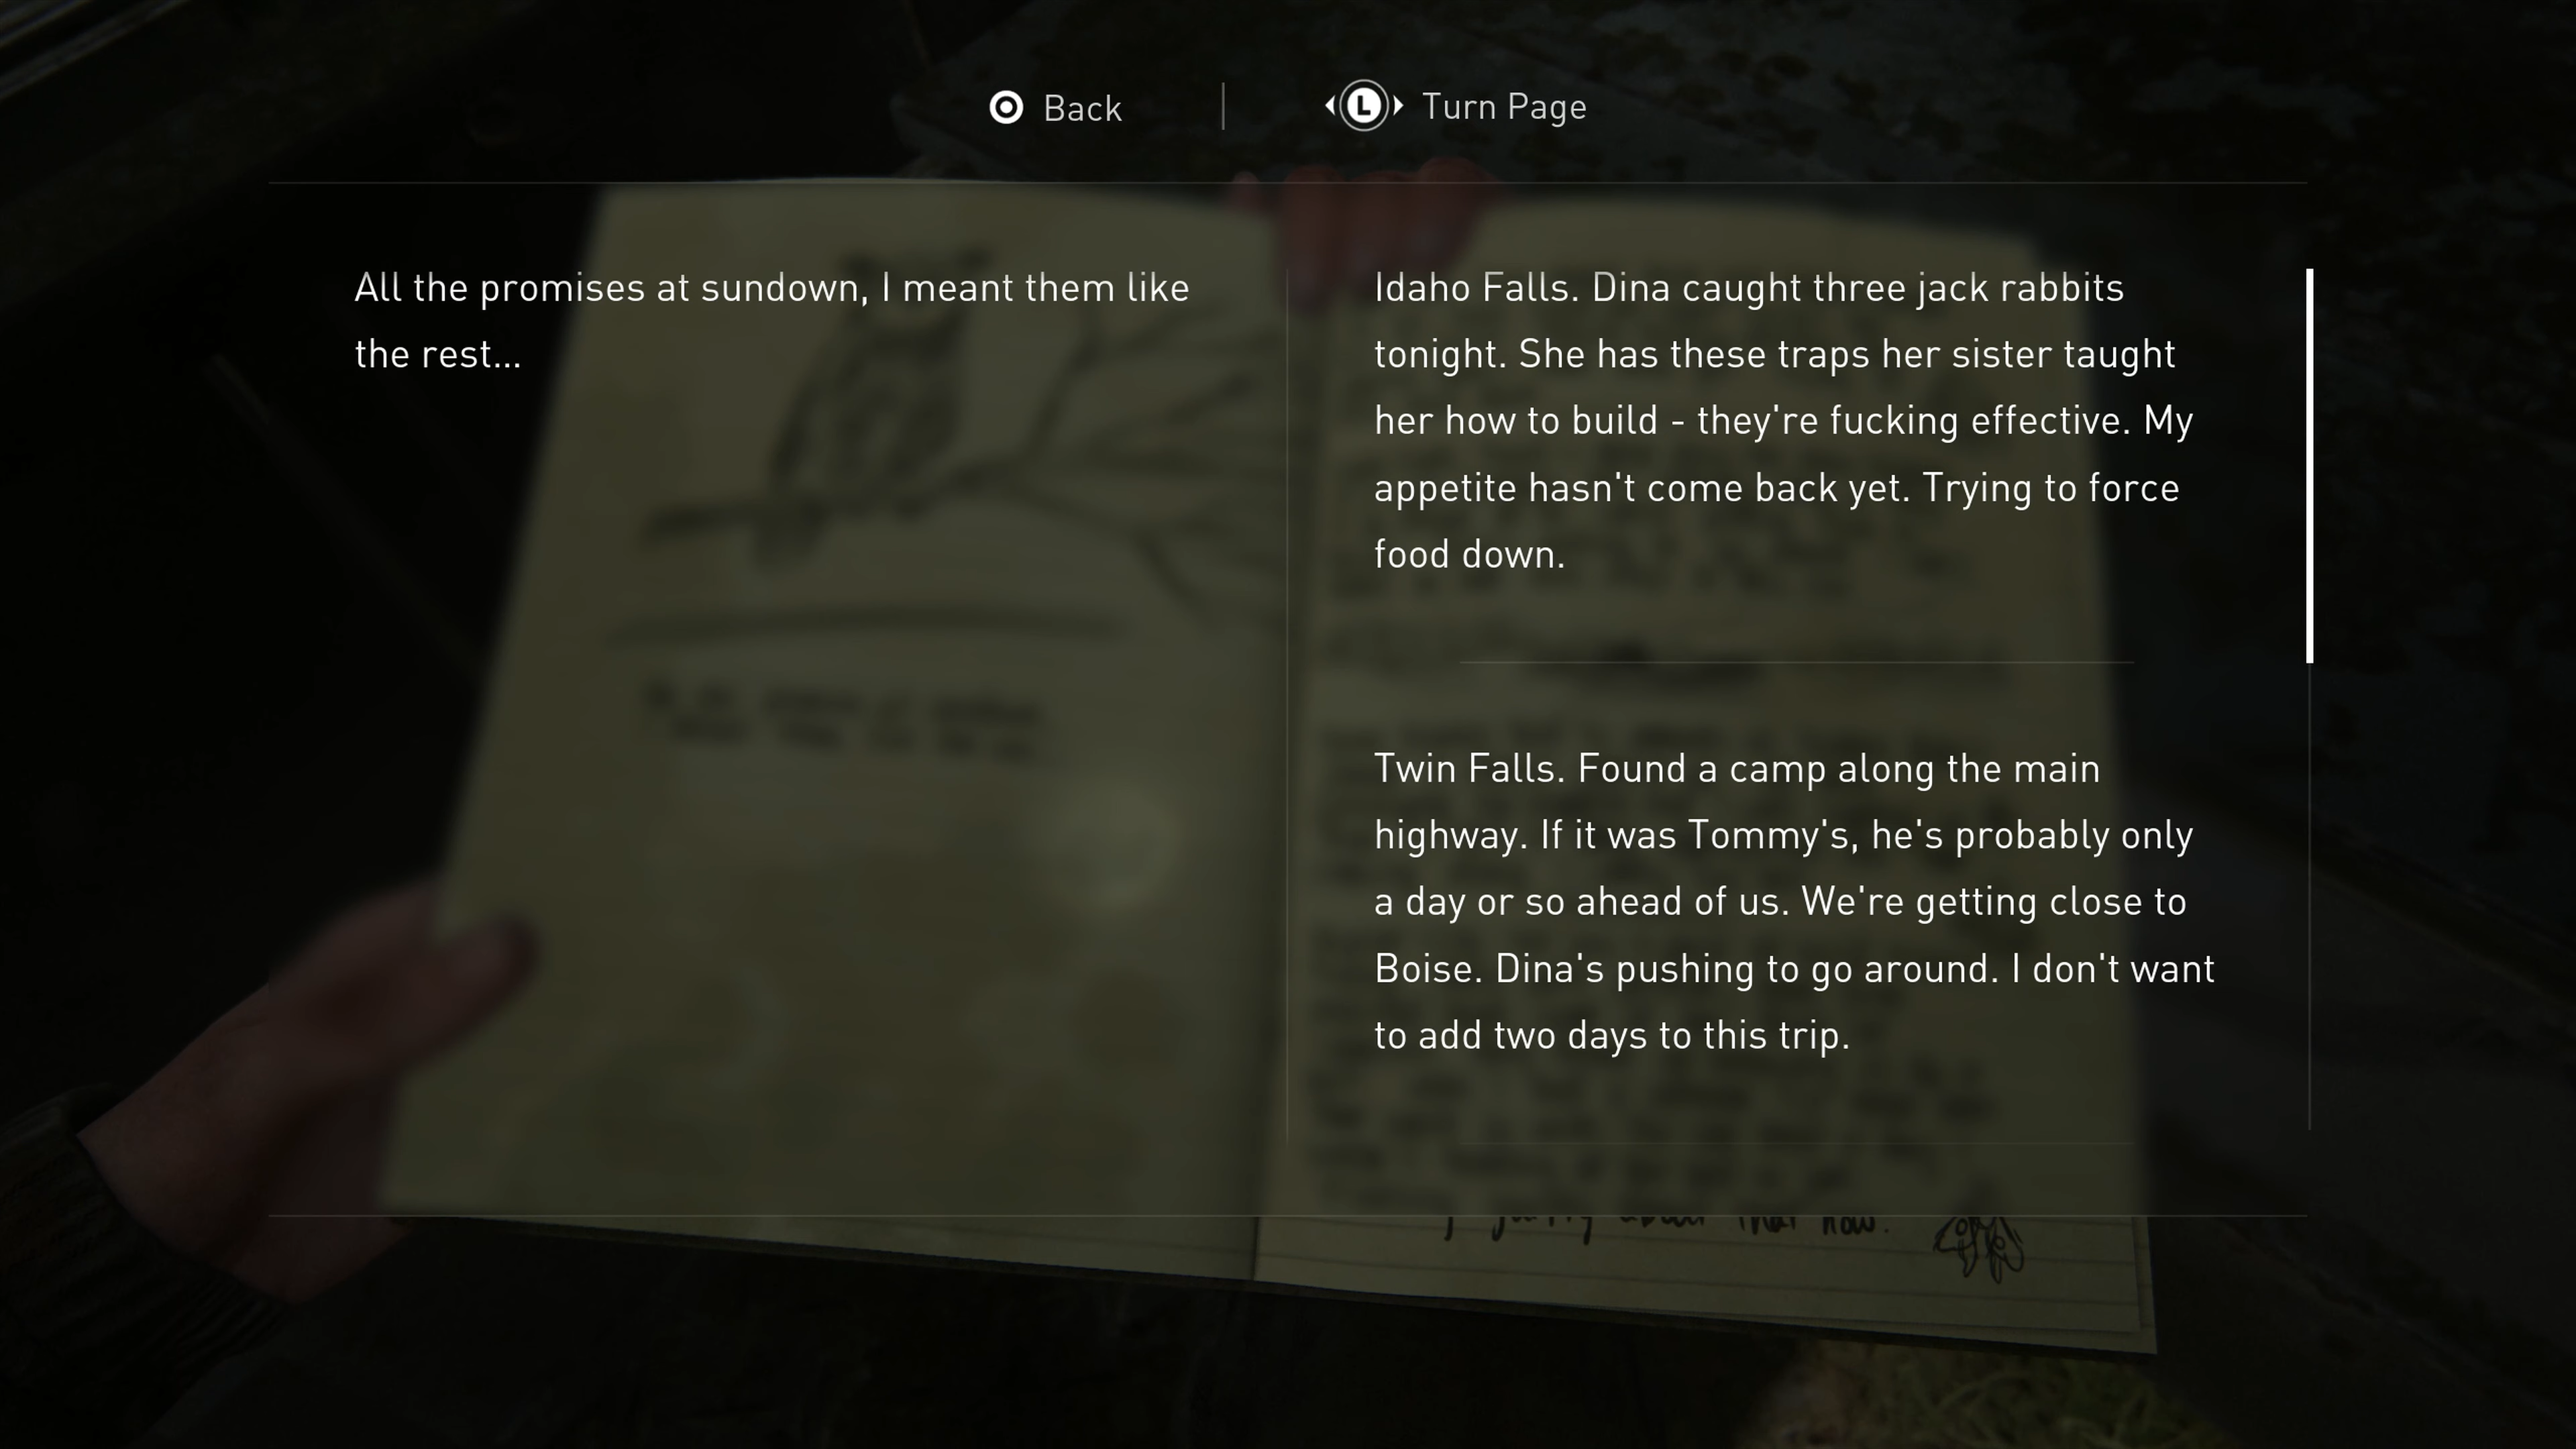 Back
L Turn Page
All the promises at sundown, I meant them like
the rest...
Idaho Falls. Dina caught three jack rabbits
tonight. She has these traps her sister taught
her how to build - they're fucking effective. My
appetite hasn't come back yet. Trying to force
food down.
Twin Falls. Found a camp along the main
highway. If it was Tommy's, he's probably only
a day or so ahead of us. We're getting close to
Boise. Dina's pushing to go around. I don't want
to add two days to this trip.
guilty about that now.